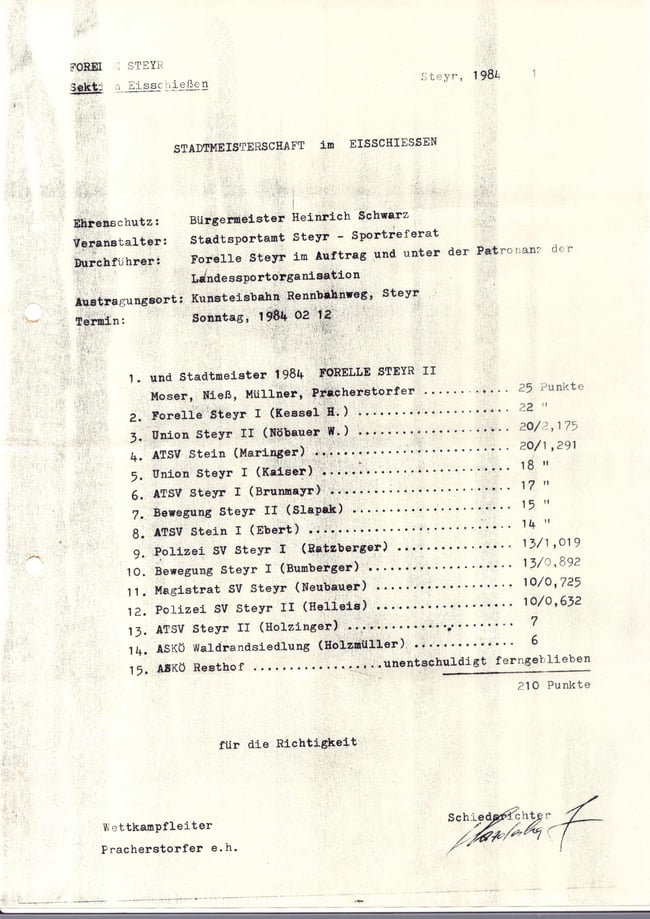 FOREL E STEYR
Sekti n Eisschießen
Steyr, 1984 1
STADTMEISTERSCHAFT im EISSCHIESSEN
Ehrenschutz: Bürgermeister Heinrich Schwarz
Veranstalter: Stadtsportamt Steyr - Sportreferat
Durchführer: Forelle Steyr im Auftrag und unter der Patronanz der
Landessportorganisation
Austragungsort: Kunsteisbahn Rennbahnweg, Steyr
Termin: Sonntag, 1984 02 12
1. und Stadtmeister 1984 FORELLE STEYR II
Moser, Nieß, Müllner, Pracherstorfer ........... 25 Punkte
2. Forelle Steyr I (Kessel H.) ................... 22 "
3. Union Steyr II (Nöbauer W.) ................... 20/2,175
4. ATSV Stein (Maringer) ........................ 20/1,291
5. Union Steyr I (Kaiser) ....................... 18 "
6. ATSV Steyr I (Brunmayr) ...................... 17 "
7. Bewegung Steyr II (Slapak) ................... 15 "
8. ATSV Stein I (Ebert) ......................... 14 "
9. Polizei SV Steyr I (Ratzberger) .............. 13/1,019
10. Bewegung Steyr I (Bumberger) ................. 13/0,892
11. Magistrat SV Steyr (Neubauer) ................ 10/0,725
12. Polizei SV Steyr II (Helleis) ................ 10/0,632
13. ATSV Steyr II (Holzinger) .................... 7
14. ASKÖ Waldrandsiedlung (Holzmüller) ............ 6
15. ASKÖ Resthof .................unentschuldigt ferngeblieben
210 Punkte
für die Richtigkeit
Wettkampfleiter
Pracherstorfer e.h.
Schiedsrichter